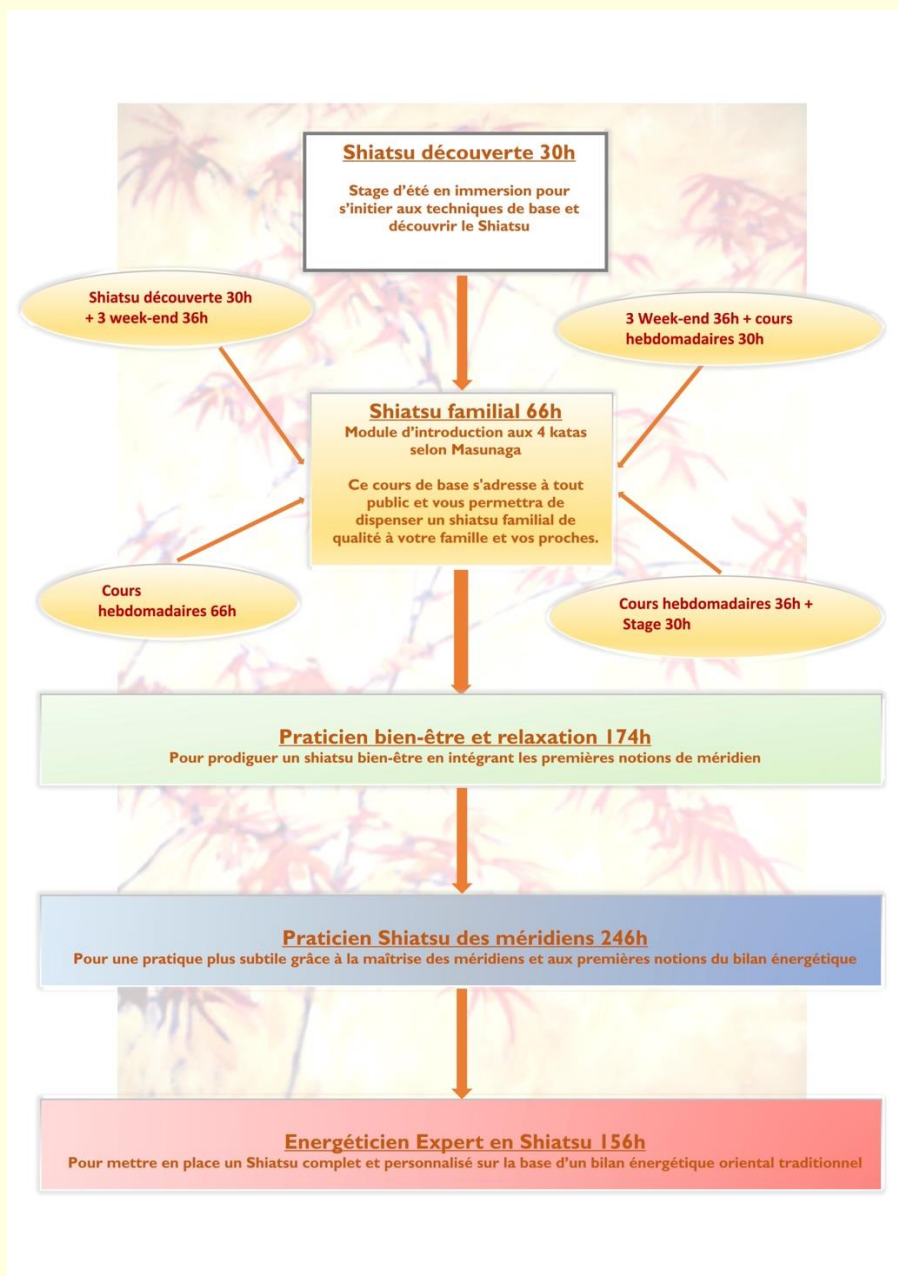 Shiatsu découverte 30h
Stage d'été en immersion pour
s'initier aux techniques de base et
découvrir le Shiatsu
Shiatsu découverte 30h
+ 3 week-end 36h
3 Week-end 36h + cours
hebdomadaires 30h
Shiatsu familial 66h
Module d'introduction aux 4 katas
selon Masunaga
Ce cours de base s'adresse à tout
public et vous permettra de
dispenser un shiatsu familial de
qualité à votre famille et vos proches.
Cours
hebdomadaires 66h
Cours hebdomadaires 36h +
Stage 30h
Praticien bien-être et relaxation 174h
Pour prodiguer un shiatsu bien-être en intégrant les premières notions de méridien
Praticien Shiatsu des méridiens 246h
Pour une pratique plus subtile grâce à la maîtrise des méridiens et aux premières notions du bilan énergétique
Energéticien Expert en Shiatsu 156h
Pour mettre en place un Shiatsu complet et personnalisé sur la base d'un bilan énergétique oriental traditionnel